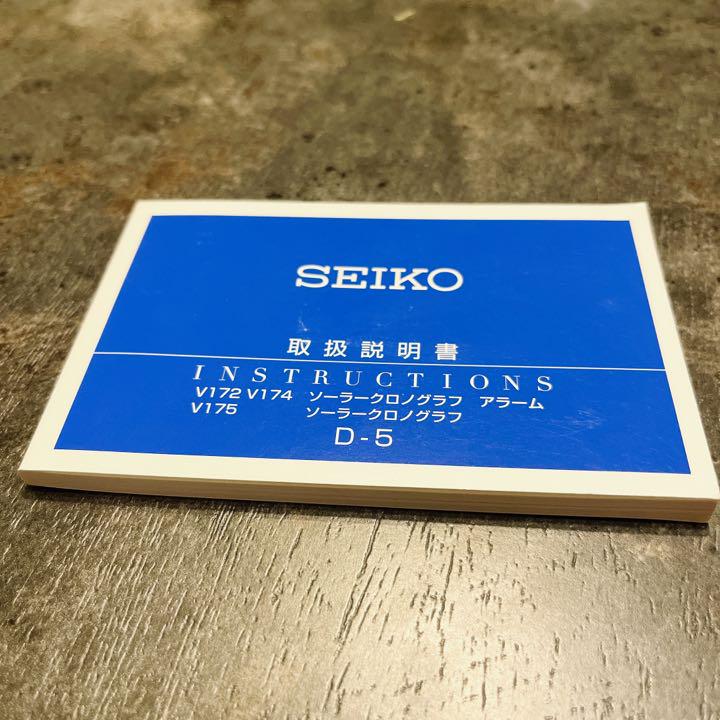 SEIKO
取扱説明書
INSTRUCTIONS
V172 V174 ソーラークロノグラフ アラーム
V175 ソーラークロノグラフ
D-5